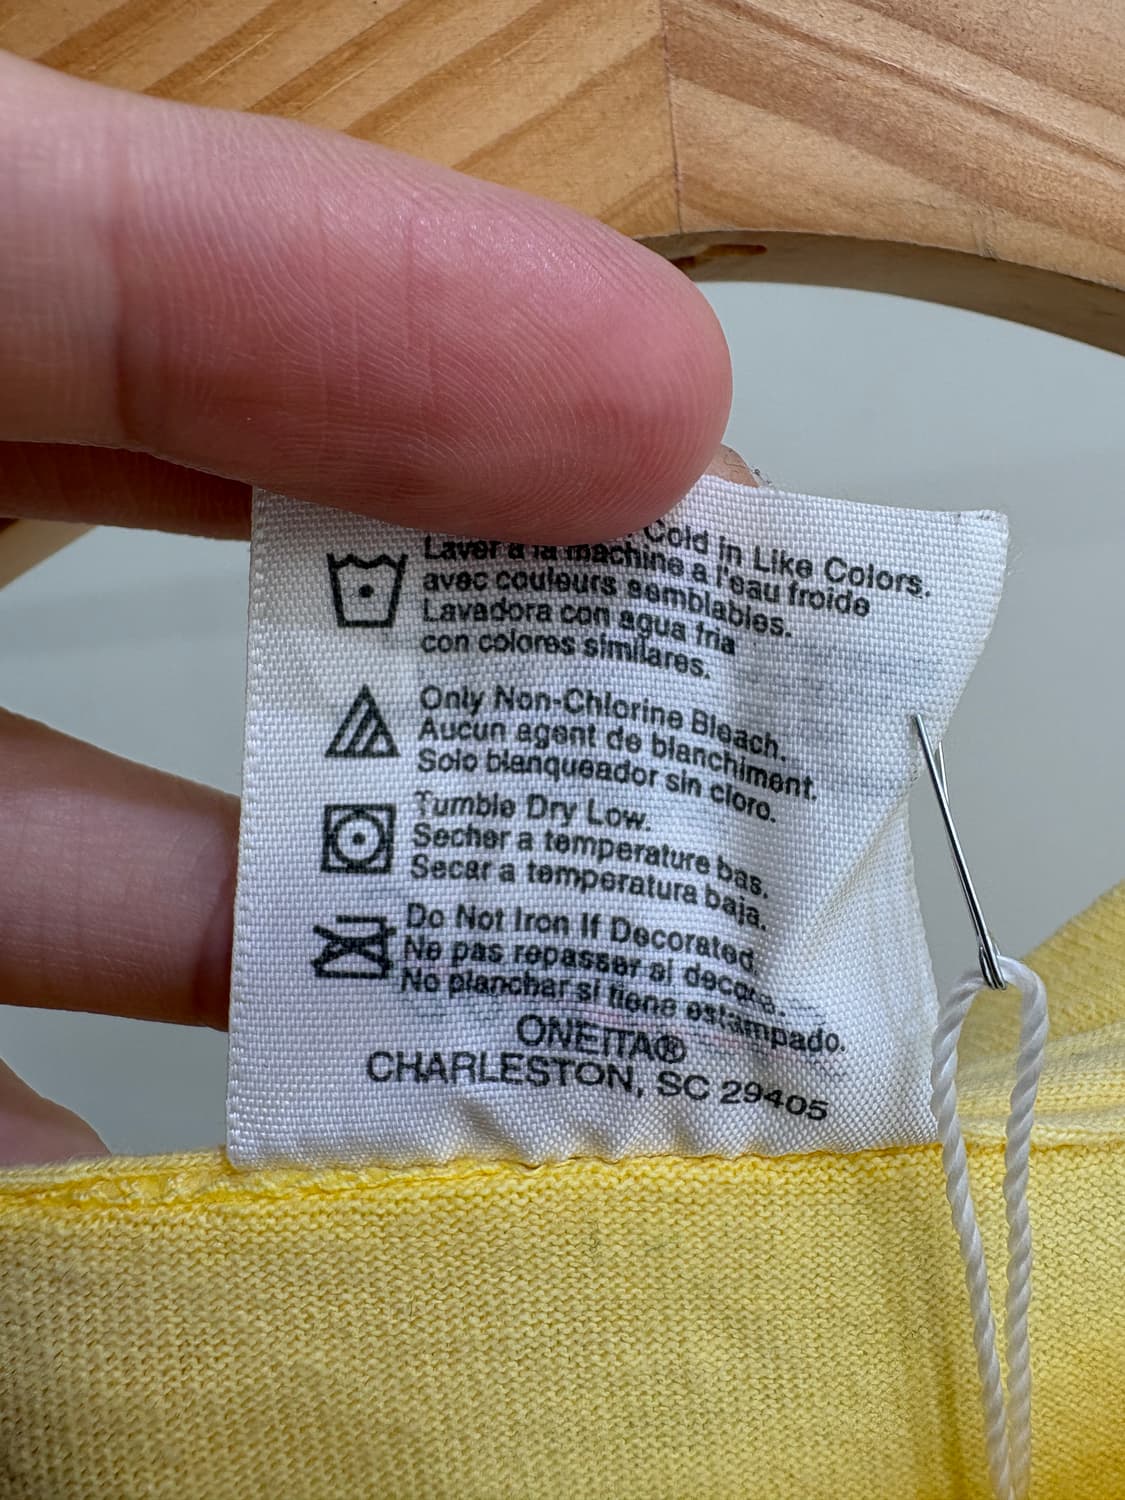 Cold in Like Colors.
Laver a la machine a l'eau froide
avec couleurs semblables.
Lavadora con agua fria
con colores similares.
Only Non-Chlorine Bleach.
Aucun agent de blanchiment.
Solo blanqueador sin cloro.
Tumble Dry Low.
Secher a temperature bas.
Secar a temperatura baja.
Do Not Iron If Decorated.
Ne pas repasser si decora.
No planchar si tiene estampado.
ONEITA®
CHARLESTON, SC 29405